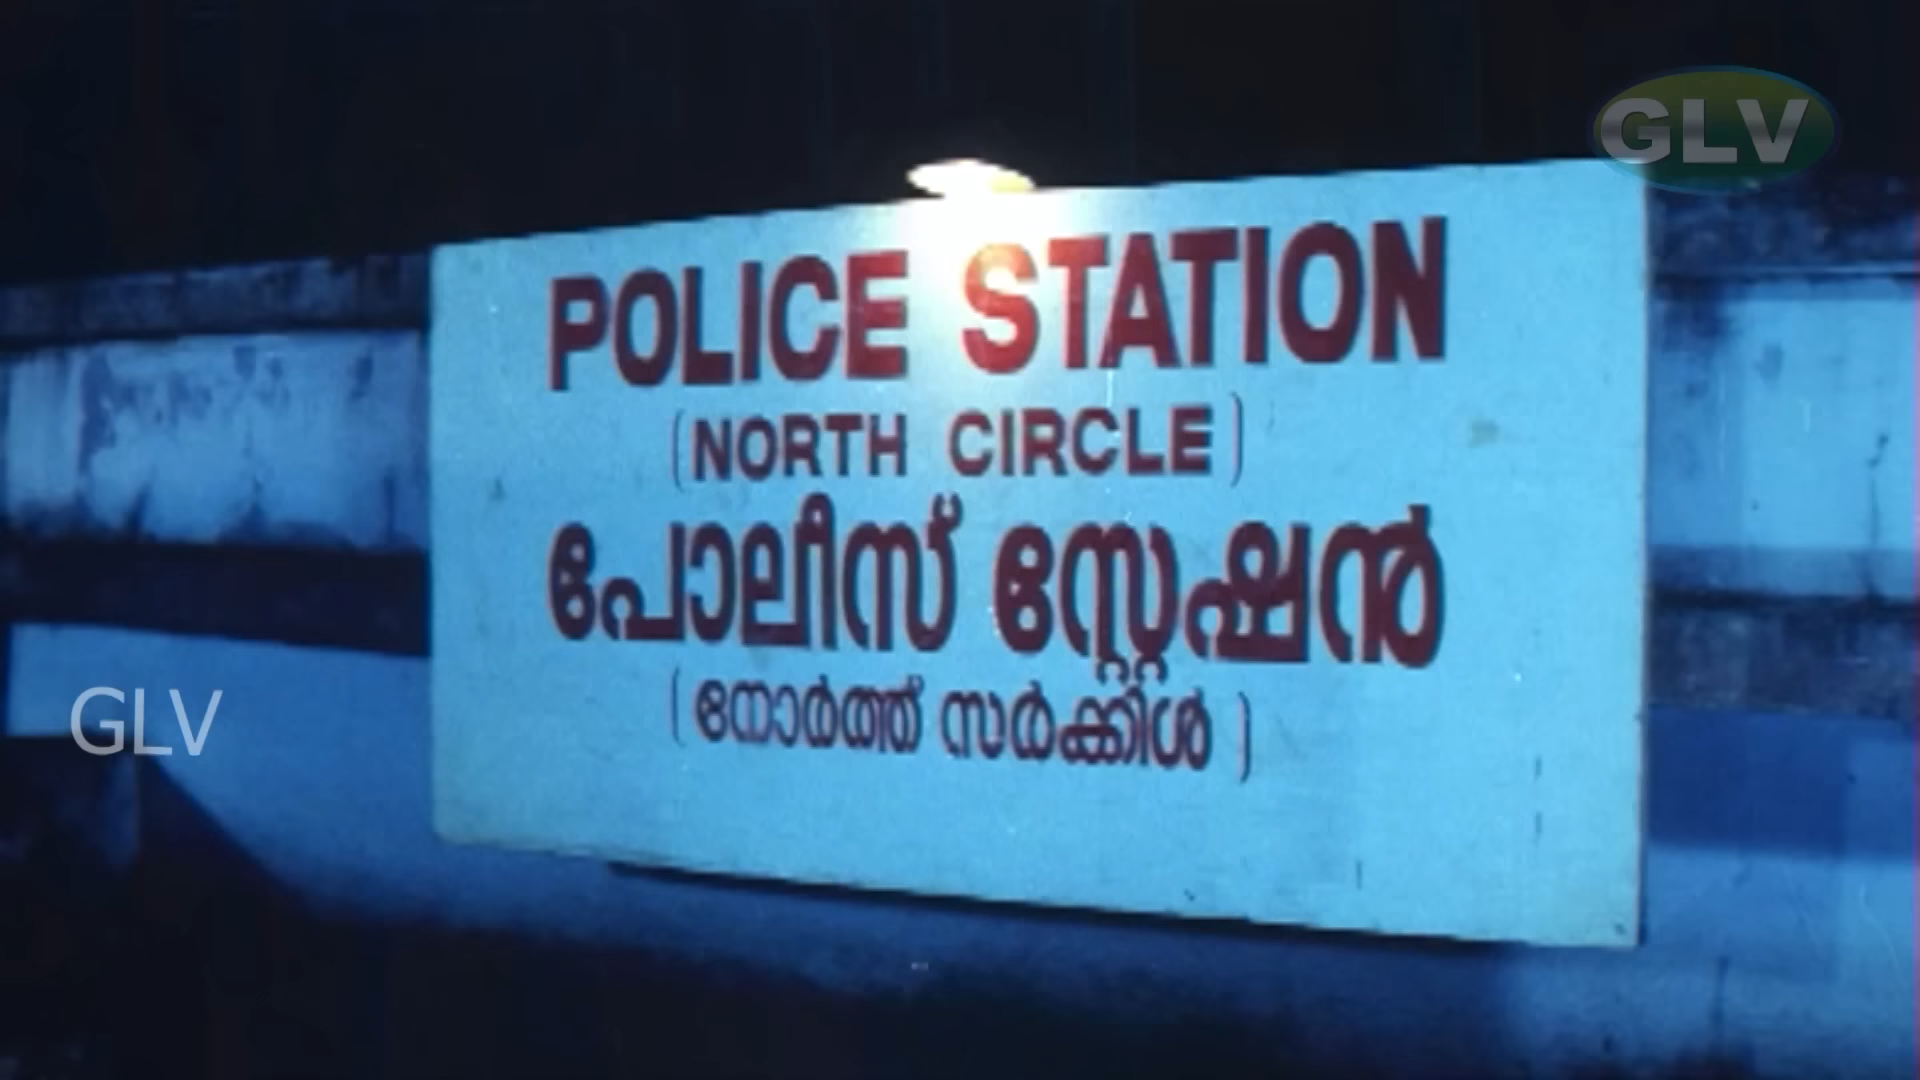 GLV
POLICE STATION
(NORTH CIRCLE)
പോലീസ് സ്റ്റേഷൻ
(നോർത്ത് സർക്കിൾ)
GLV